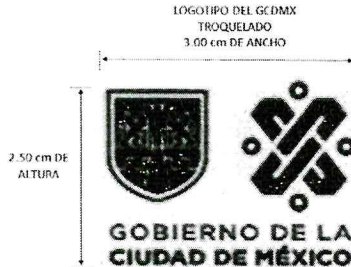 LOGOTIPO DEL GCDMX
TROQUELADO
3.00 cm DE ANCHO
2.50 cm DE
ALTURA
GOBIERNO DE LA
CIUDAD DE MÉXICO